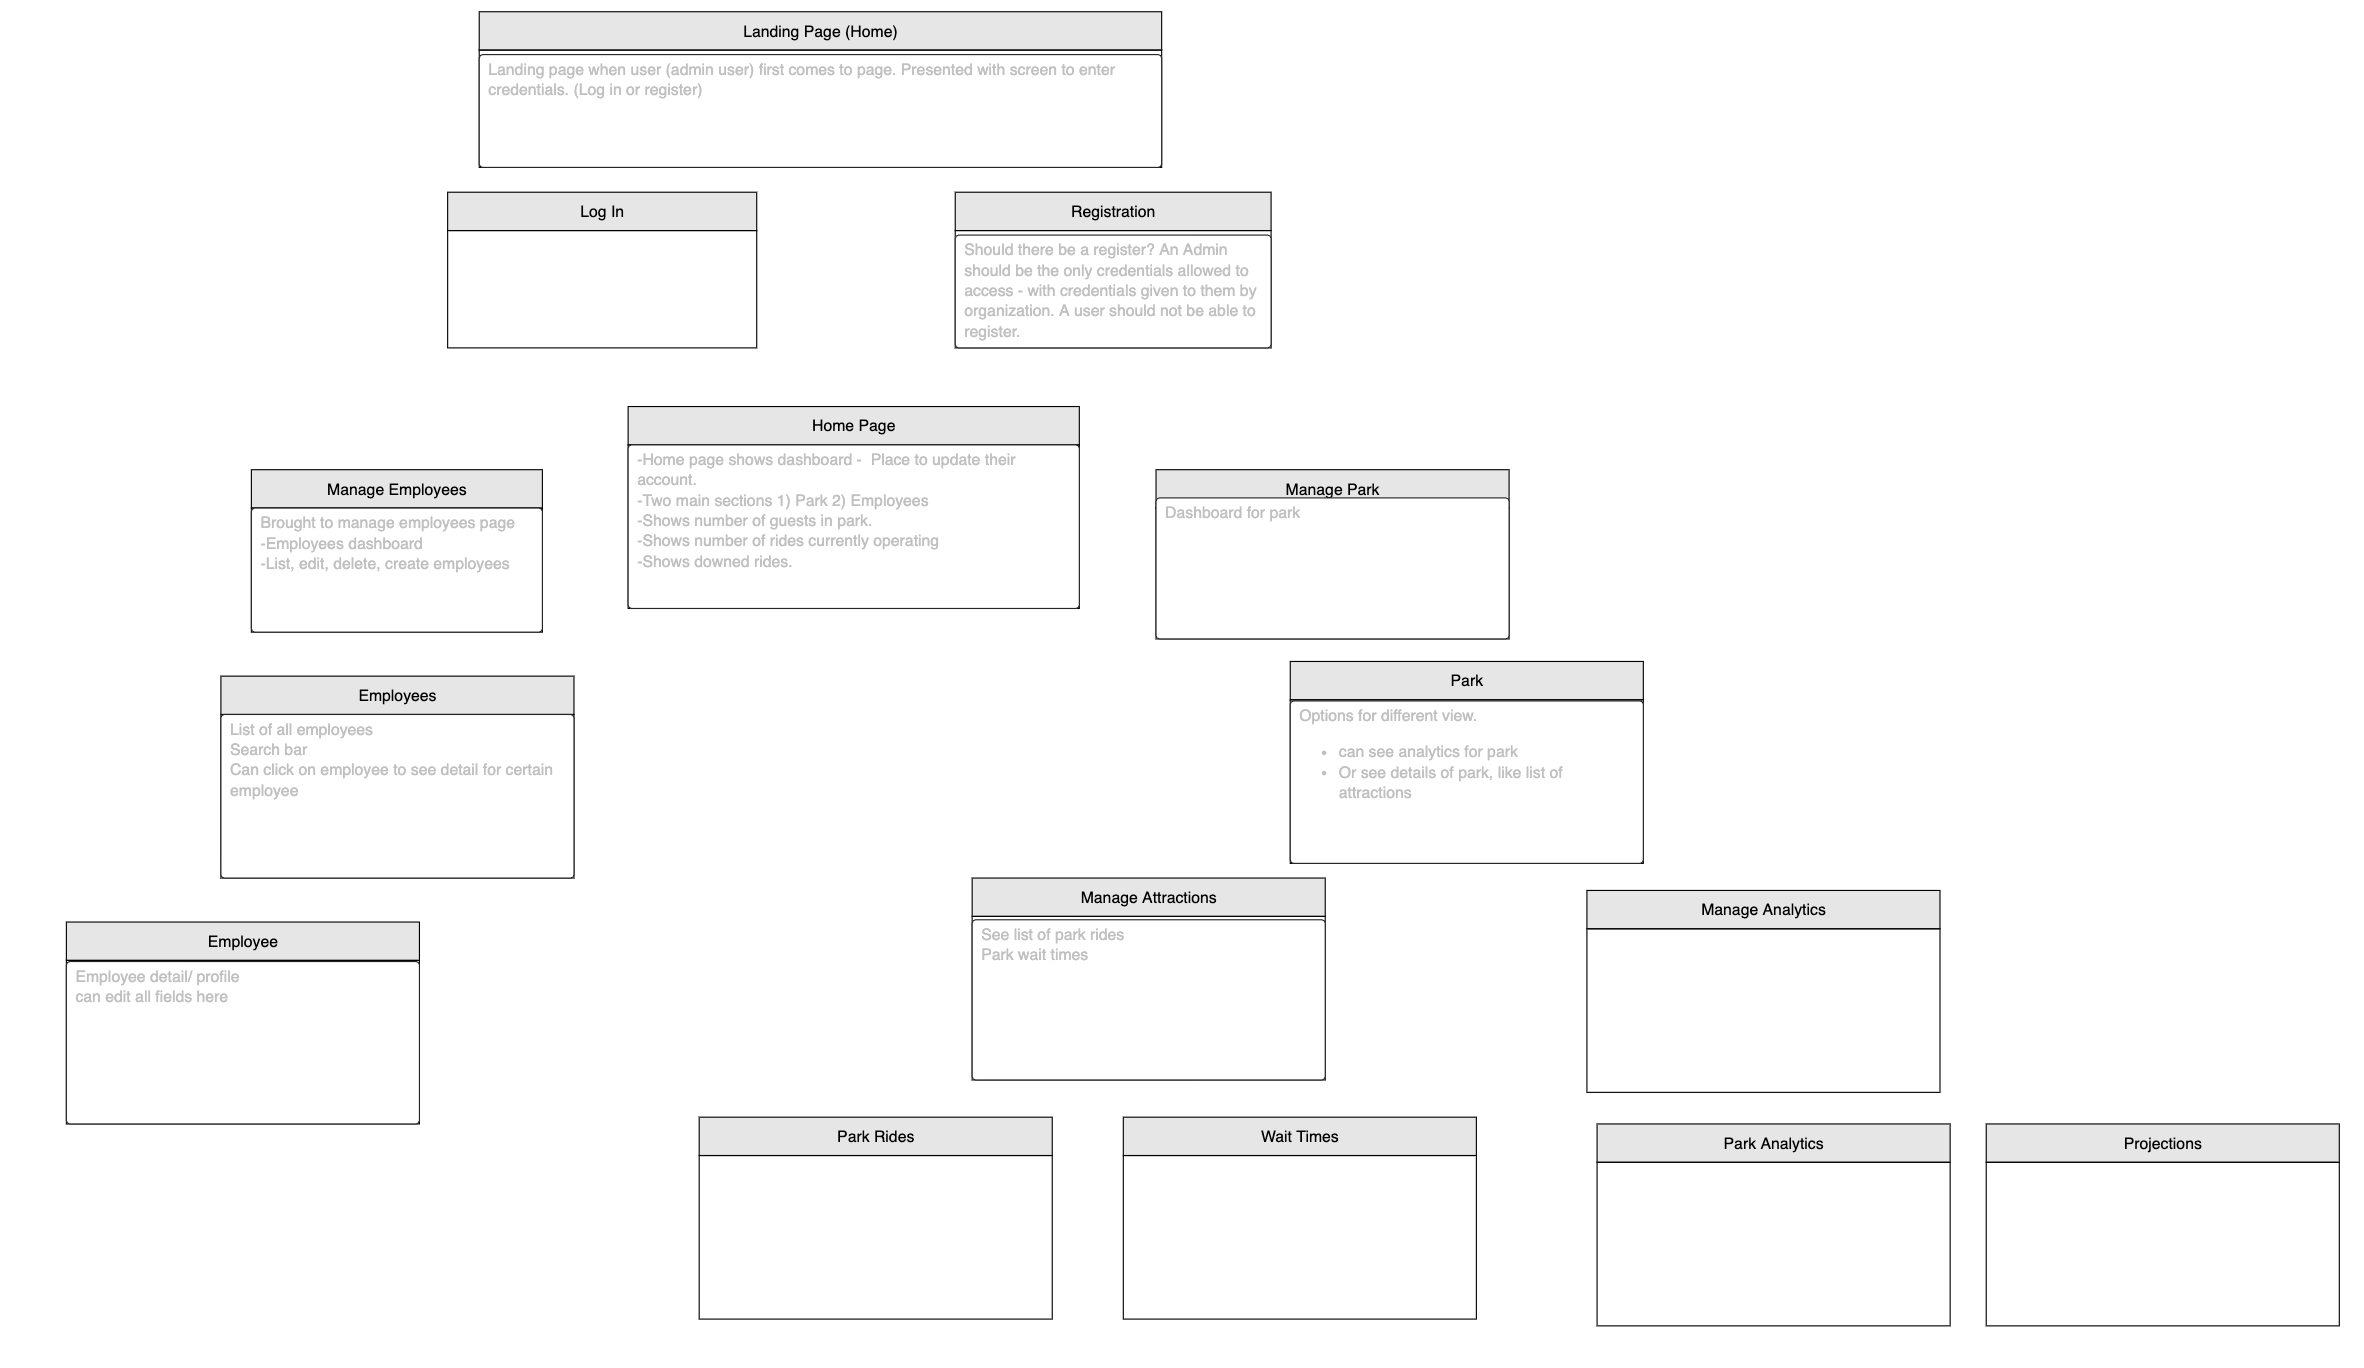 Landing Page (Home)
Landing page when user (admin user) first comes to page. Presented with screen to enter
credentials. (Log in or register)
Log In
Registration
Should there be a register? An Admin
should be the only credentials allowed to
access - with credentials given to them by
organization. A user should not be able to
register.
Home Page
-Home page shows dashboard -  Place to update their
account.
-Two main sections 1) Park 2) Employees
-Shows number of guests in park.
-Shows number of rides currently operating
-Shows downed rides.
Manage Employees
Brought to manage employees page
-Employees dashboard
-List, edit, delete, create employees
Manage Park
Dashboard for park
Employees
List of all employees
Search bar
Can click on employee to see detail for certain
employee
Park
Options for different view.
• can see analytics for park
• Or see details of park, like list of
attractions
Manage Attractions
See list of park rides
Park wait times
Manage Analytics
Employee
Employee detail/ profile
can edit all fields here
Park Rides
Wait Times
Park Analytics
Projections